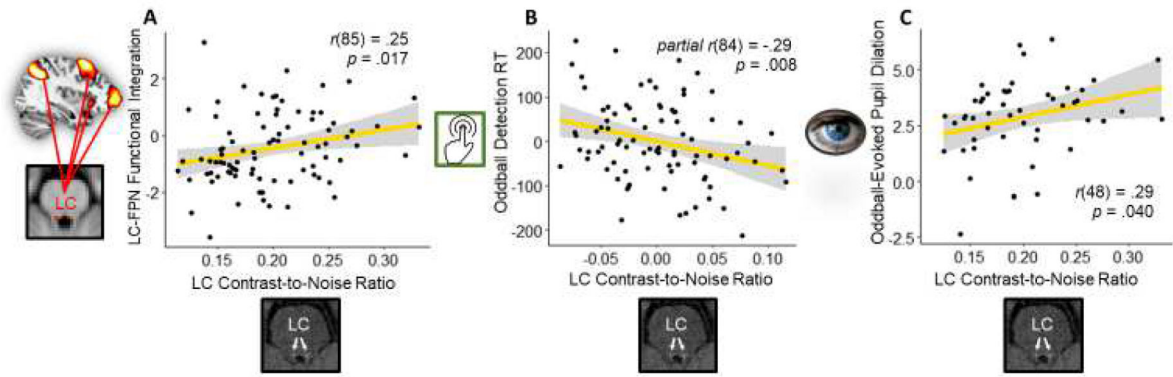 A
r(85) = .25
p = .017
LC-FPN Functional Integration
2
0
-2
0.15
0.20
0.25
0.30
LC Contrast-to-Noise Ratio
LC
LC
B
partial r(84) = -.29
p = .008
Oddball Detection RT
200
100
0
-100
-200
-0.05
0.00
0.05
0.10
LC Contrast-to-Noise Ratio
LC
C
r(48) = .29
p = .040
Oddball-Evoked Pupil Dilation
5.0
2.5
0.0
-2.5
0.15
0.20
0.25
0.30
LC Contrast-to-Noise Ratio
LC